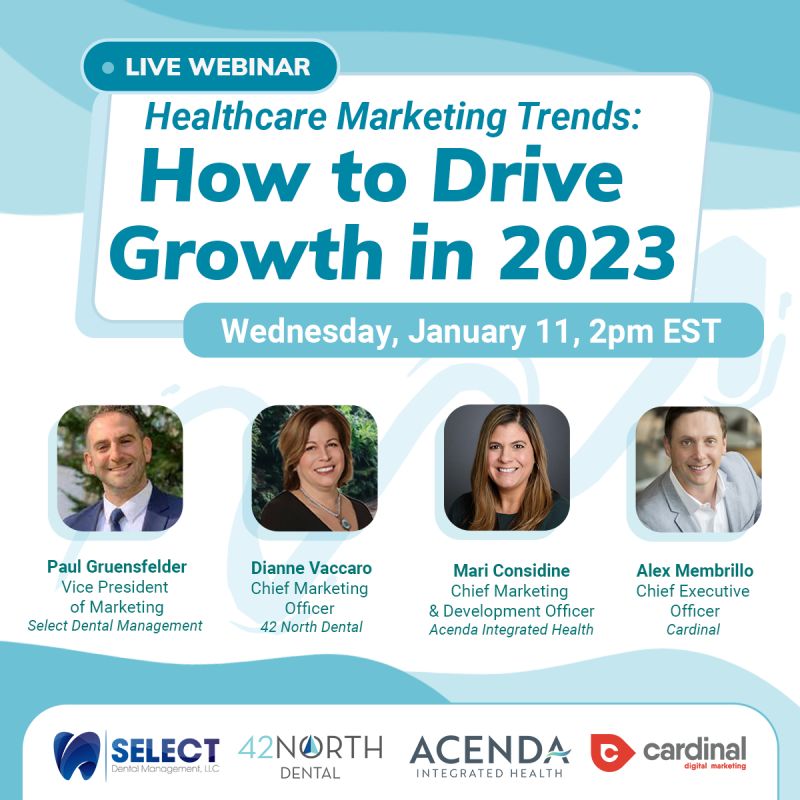 LIVE WEBINAR
Healthcare Marketing Trends:
How to Drive
Growth in 2023
Wednesday, January 11, 2pm EST
Paul Gruensfelder
Vice President
of Marketing
Select Dental Management
Dianne Vaccaro
Chief Marketing
Officer
42 North Dental
Mari Considine
Chief Marketing
& Development Officer
Acenda Integrated Health
Alex Membrillo
Chief Executive
Officer
Cardinal
SELECT
Dental Management, LLC
42NORTH
DENTAL
ACENDA
INTEGRATED HEALTH
c cardinal
digital marketing